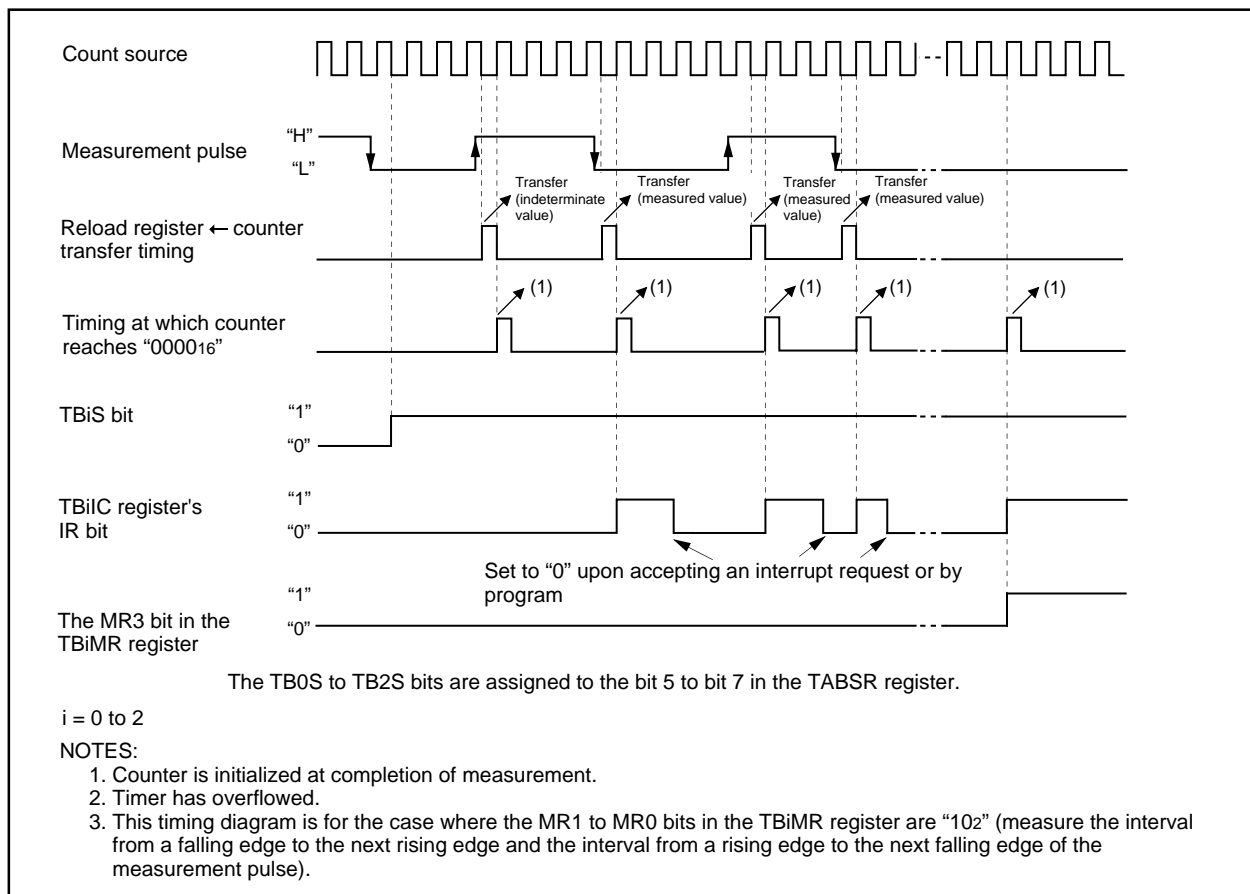 Count source
Measurement pulse
“H”
“L”
Transfer
(indeterminate
value)
Transfer
(measured value)
Transfer
(measured
value)
Transfer
(measured value)
Reload register ← counter
transfer timing
(1)
(1)
(1)
(1)
(1)
Timing at which counter
reaches “000016”
TBiS bit
“1”
“0”
TBiIC register's
IR bit
“1”
“0”
Set to “0” upon accepting an interrupt request or by
program
The MR3 bit in the
TBiMR register
“1”
“0”
The TB0S to TB2S bits are assigned to the bit 5 to bit 7 in the TABSR register.
i = 0 to 2
NOTES:
1. Counter is initialized at completion of measurement.
2. Timer has overflowed.
3. This timing diagram is for the case where the MR1 to MR0 bits in the TBiMR register are “102” (measure the interval
from a falling edge to the next rising edge and the interval from a rising edge to the next falling edge of the
measurement pulse).